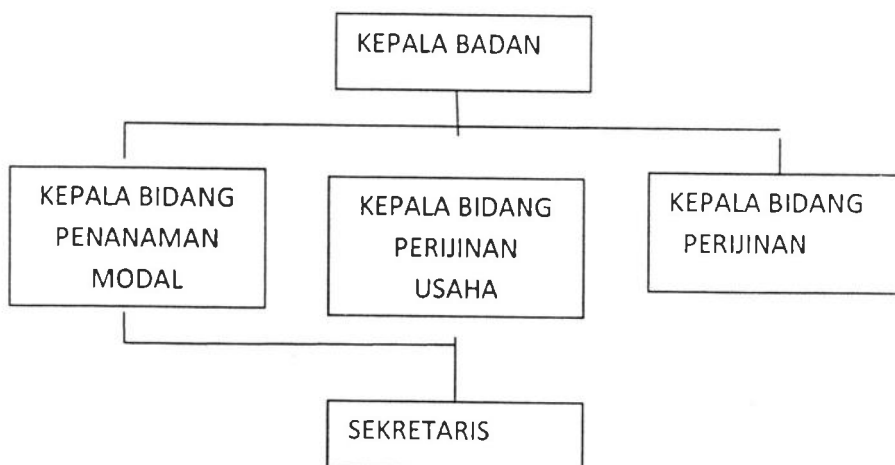 KEPALA BADAN
KEPALA BIDANG
PENANAMAN
MODAL
KEPALA BIDANG
PERIJINAN
USAHA
KEPALA BIDANG
PERIJINAN
SEKRETARIS